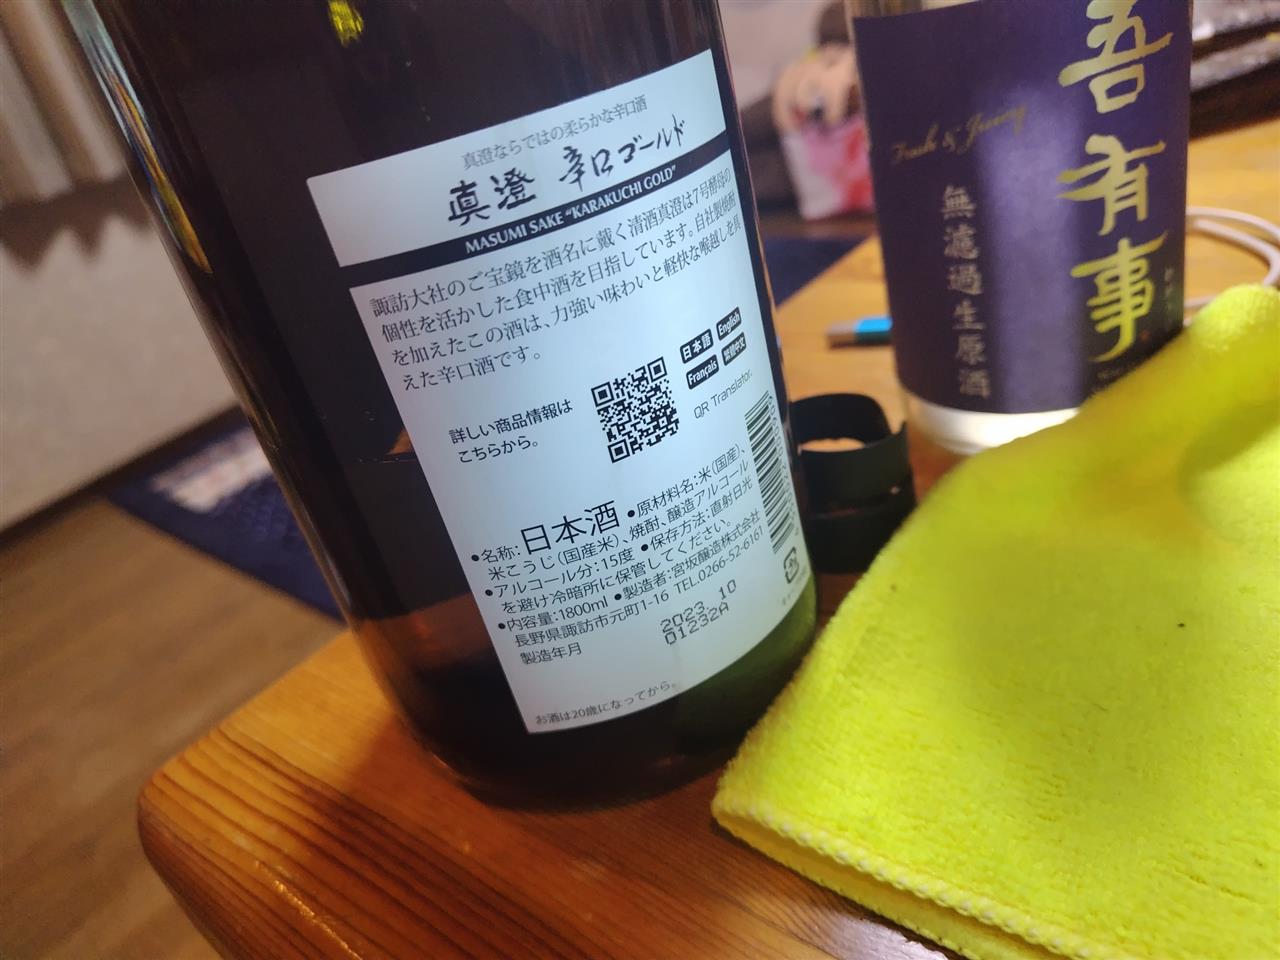 真澄ならではの柔らかな辛口酒
真澄 辛口ゴールド
MASUMI SAKE "KARAKUCHI GOLD"
諏訪大社のご宝鏡を酒名に戴く清酒真澄は7号酵母の
個性を活かした食中酒を目指しています。自社製焼酎
を加えたこの酒は、力強い味わいと軽快な喉越しを具
えた辛口酒です。
詳しい商品情報は
こちらから。
日本語 English
Français 繁體中文
QR Translator.
●名称: 日本酒 ●原材料名:米(国産)、
米こうじ(国産米)、焼酎、醸造アルコール
●アルコール分:15度 ●保存方法:直射日光
を避け冷暗所に保管してください。
●内容量:1800ml ●製造者:宮坂醸造株式会社
長野県諏訪市元町1-16 TEL.0266-52-6161
製造年月
2023. 10
01232A
お酒は20歳になってから。
吾有事
Fresh & Juicy
無濾過生原酒